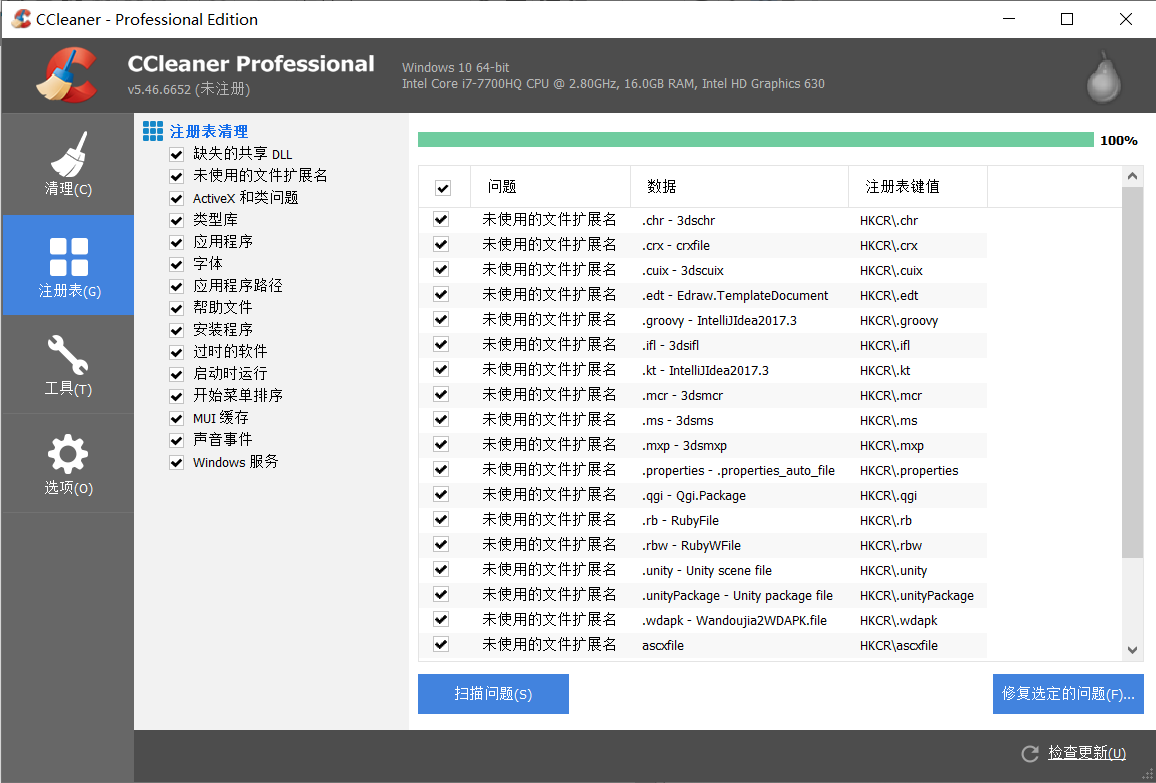 CCleaner - Professional Edition
CCleaner Professional
v5.46.6652 (未注册)
Windows 10 64-bit
Intel Core i7-7700HQ CPU @ 2.80GHz, 16.0GB RAM, Intel HD Graphics 630
清理(C)
注册表(G)
工具(T)
选项(O)
注册表清理
缺失的共享 DLL
未使用的文件扩展名
ActiveX 和类问题
类型库
应用程序
字体
应用程序路径
帮助文件
安装程序
过时的软件
启动时运行
开始菜单排序
MUI 缓存
声音事件
Windows 服务
100%
问题 数据 注册表键值
未使用的文件扩展名 .chr - 3dschr HKCR\.chr
未使用的文件扩展名 .crx - crxfile HKCR\.crx
未使用的文件扩展名 .cuix - 3dscuix HKCR\.cuix
未使用的文件扩展名 .edt - Edraw.TemplateDocument HKCR\.edt
未使用的文件扩展名 .groovy - IntelliJIdea2017.3 HKCR\.groovy
未使用的文件扩展名 .ifl - 3dsifl HKCR\.ifl
未使用的文件扩展名 .kt - IntelliJIdea2017.3 HKCR\.kt
未使用的文件扩展名 .mcr - 3dsmcr HKCR\.mcr
未使用的文件扩展名 .ms - 3dsms HKCR\.ms
未使用的文件扩展名 .mxp - 3dsmxp HKCR\.mxp
未使用的文件扩展名 .properties - .properties_auto_file HKCR\.properties
未使用的文件扩展名 .qgi - Qgi.Package HKCR\.qgi
未使用的文件扩展名 .rb - RubyFile HKCR\.rb
未使用的文件扩展名 .rbw - RubyWFile HKCR\.rbw
未使用的文件扩展名 .unity - Unity scene file HKCR\.unity
未使用的文件扩展名 .unityPackage - Unity package file HKCR\.unityPackage
未使用的文件扩展名 .wdapk - Wandoujia2WDAPK.file HKCR\.wdapk
未使用的文件扩展名 ascxfile HKCR\ascxfile
扫描问题(S)
修复选定的问题(F)...
检查更新(U)